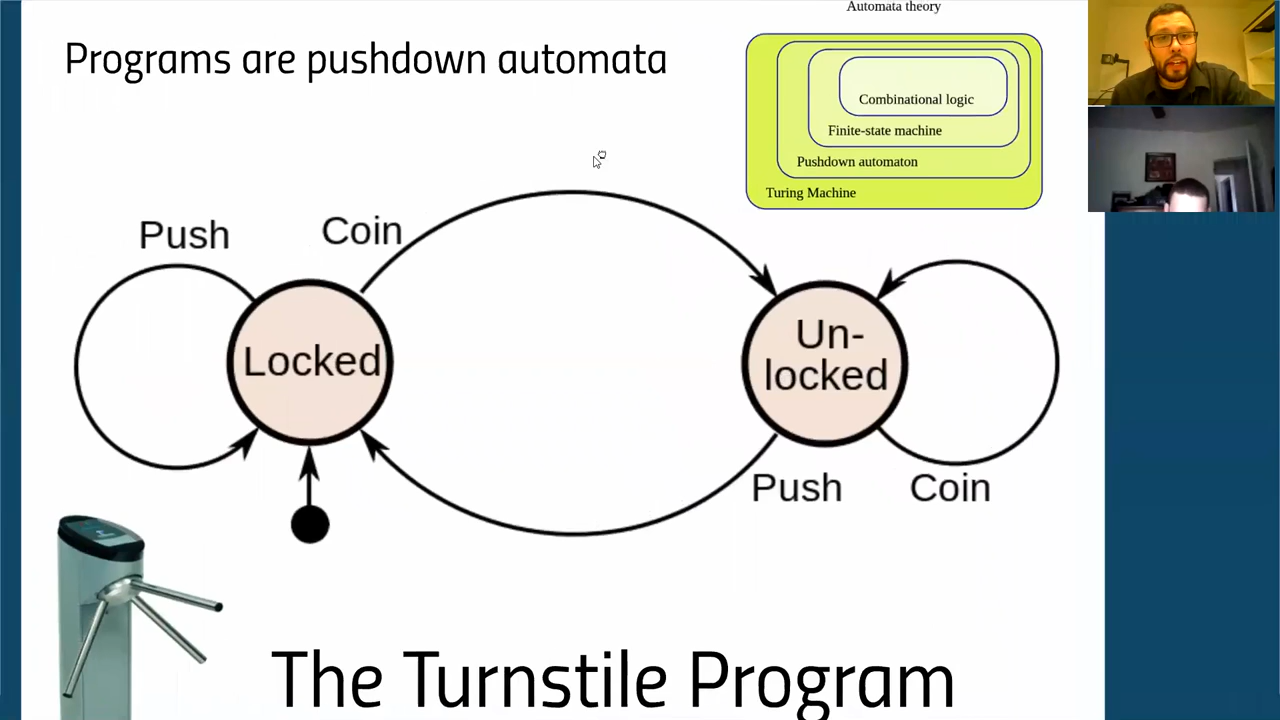 Automata theory
Programs are pushdown automata
Combinational logic
Finite-state machine
Pushdown automaton
Turing Machine
Push
Coin
Locked
Un-
locked
Push
Coin
The Turnstile Program